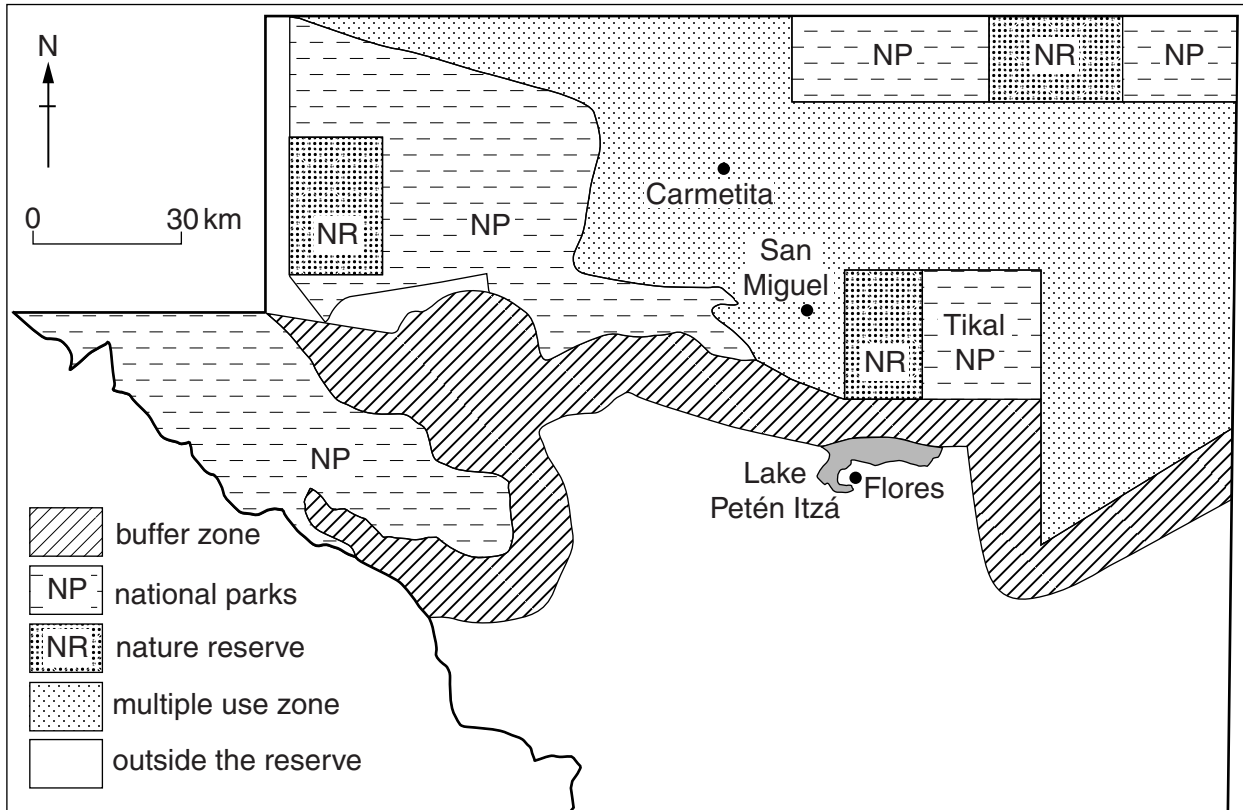 N
0 30 km
NP
NR
NP
Carmetita
NR
NP
San
Miguel
Tikal
NP
NR
NP
Lake
Petén Itzá
Flores
buffer zone
NP national parks
NR nature reserve
multiple use zone
outside the reserve